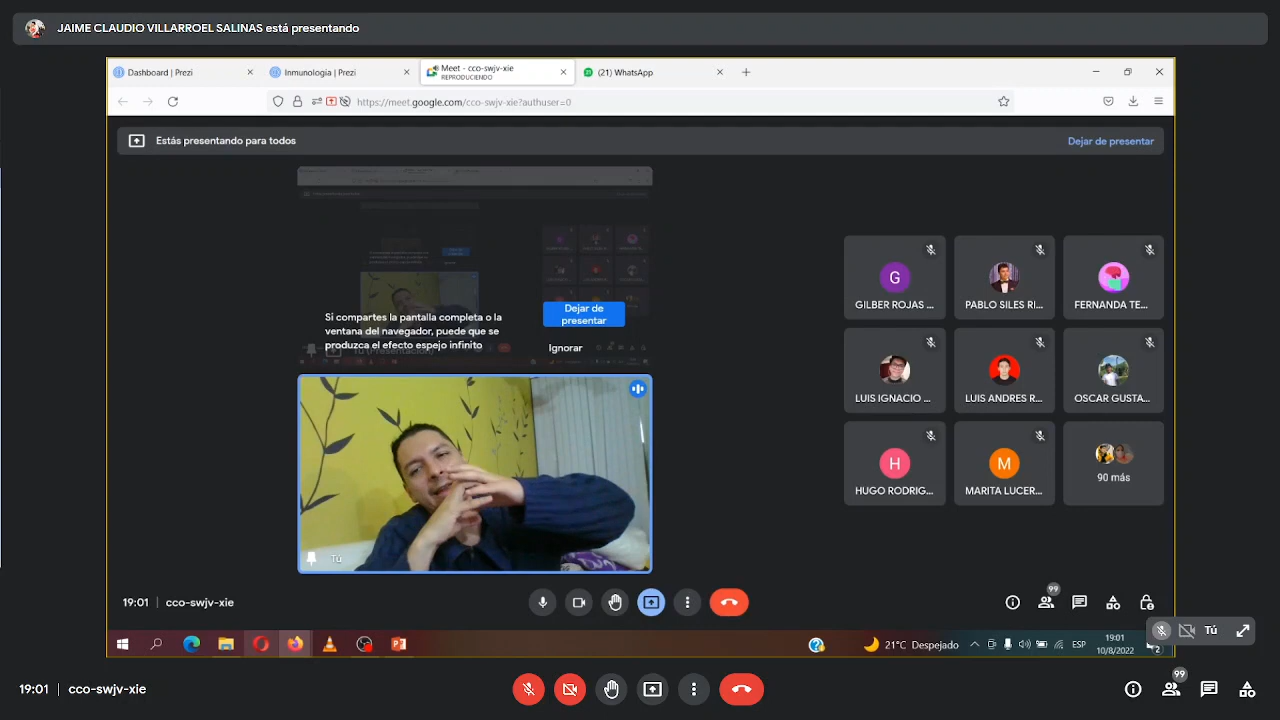 JAIME CLAUDIO VILLARROEL SALINAS está presentando
Dashboard | Prezi
Inmunologia | Prezi
Meet - cco-swjv-xie
REPRODUCIENDO
(21) WhatsApp
https://meet.google.com/cco-swjv-xie?authuser=0
Estás presentando para todos
Dejar de presentar
Si compartes la pantalla completa o la
ventana del navegador, puede que se
produzca el efecto espejo infinito
Dejar de
presentar
Ignorar
Tú (Presentación)
G
GILBER ROJAS ...
PABLO SILES RI...
FERNANDA TE...
LUIS IGNACIO ...
LUIS ANDRES R...
OSCAR GUSTA...
H
HUGO RODRIG...
M
MARITA LUCER...
90 más
Tú
19:01 | cco-swjv-xie
99
21°C Despejado
ESP
19:01
10/8/2022
2
Tú
19:01 | cco-swjv-xie
99